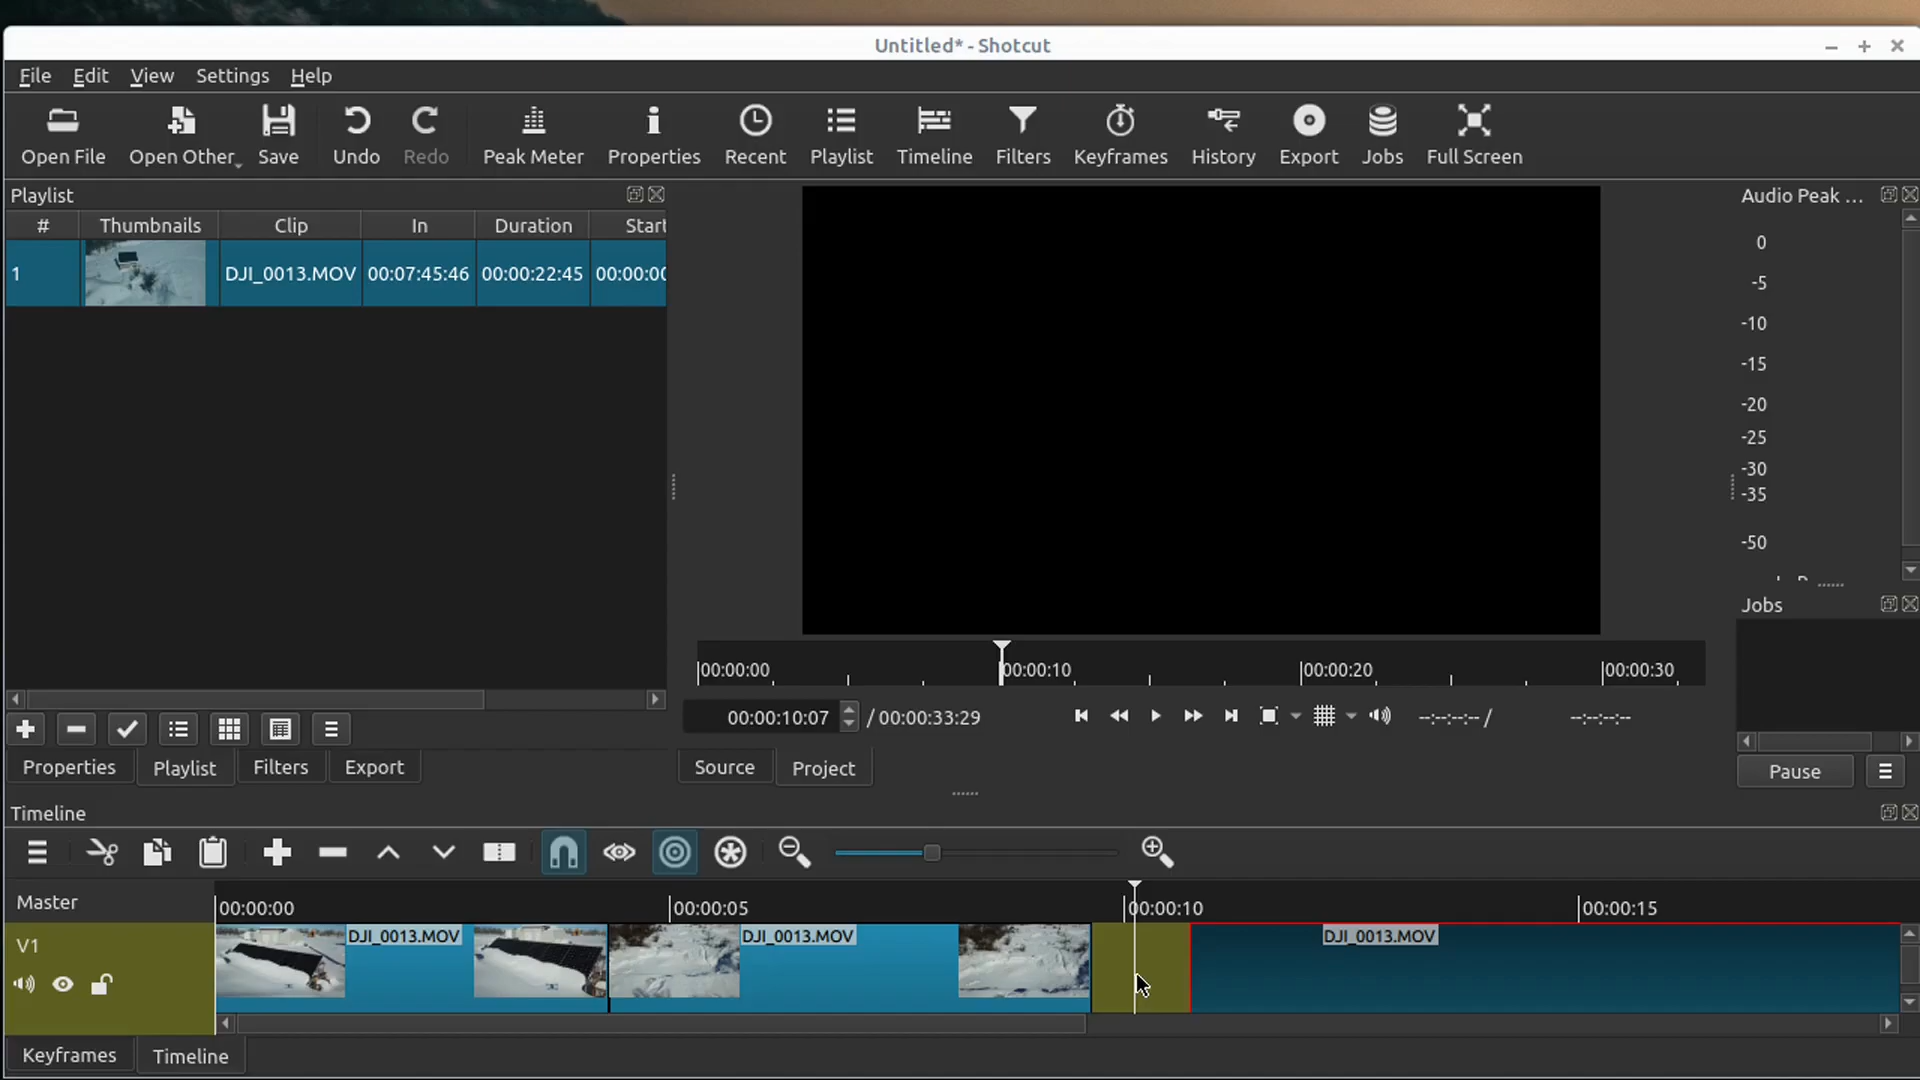 Untitled* - Shotcut
File Edit View Settings Help
Open File Open Other Save Undo Redo Peak Meter Properties Recent Playlist Timeline Filters Keyframes History Export Jobs Full Screen
Playlist
Audio Peak ...
# Thumbnails Clip In Duration Start
1 DJI_0013.MOV 00:07:45:46 00:00:22:45 00:00:00
0
-5
-10
-15
-20
-25
-30
-35
-50
Jobs
00:00:00 00:00:10 00:00:20 00:00:30
00:00:10:07 / 00:00:33:29 --:--:--:-- / --:--:--:--
Properties Playlist Filters Export
Source Project
Pause
Timeline
Master
00:00:00 00:00:05 00:00:10 00:00:15
V1
DJI_0013.MOV DJI_0013.MOV DJI_0013.MOV
Keyframes Timeline